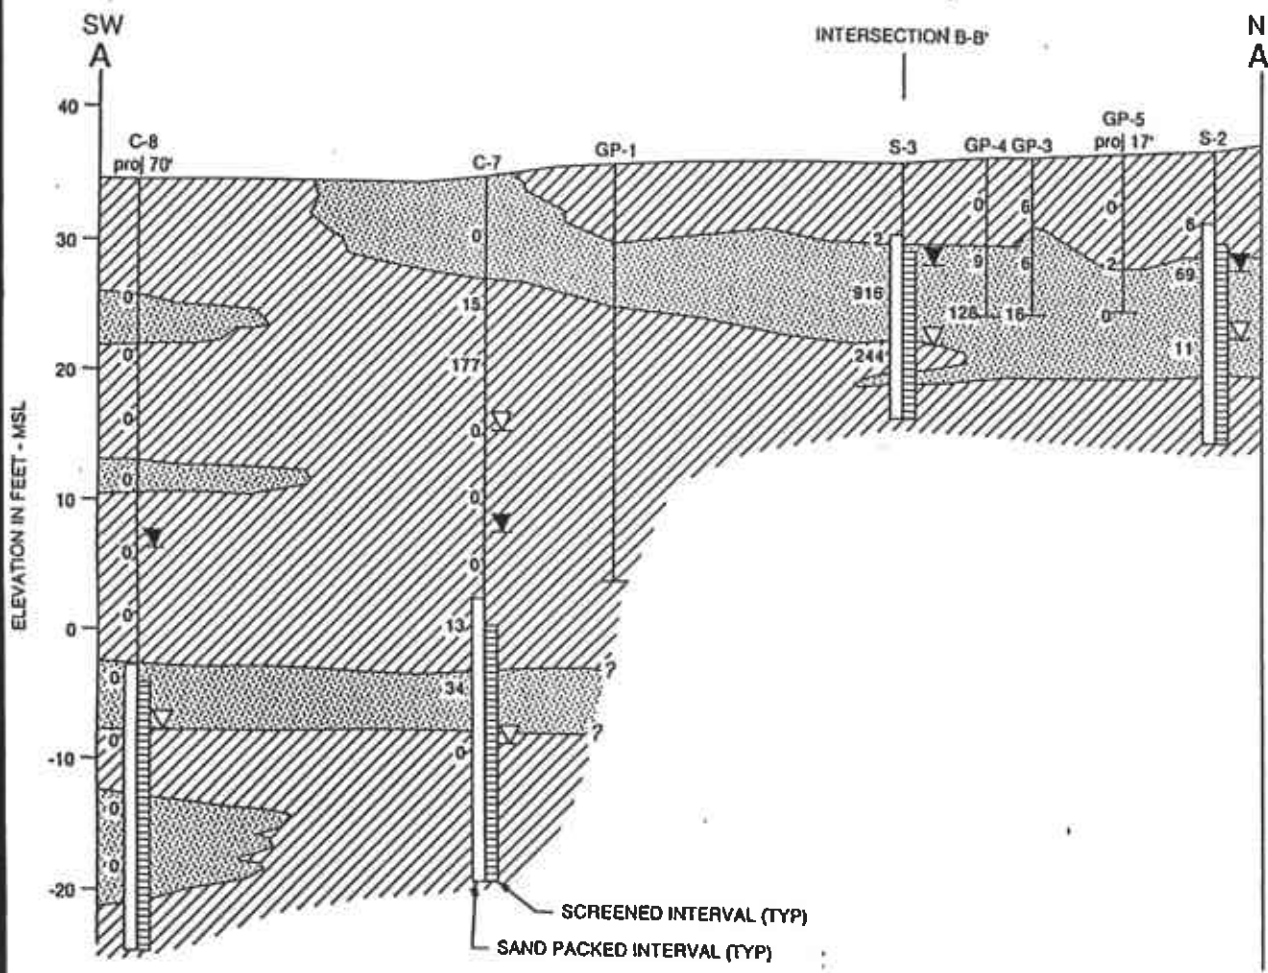 SW
A
N
A
INTERSECTION B-B'
40
30
20
10
0
-10
-20
ELEVATION IN FEET - MSL
C-8
proj 70'
C-7
GP-1
S-3
GP-4 GP-3
GP-5
proj 17'
S-2
0
0
0
0
0
0
0
0
0
0
0
15
177
0
0
0
13
34
0
2
916
244
0
9
128
6
6
16
0
2
0
6
69
11
?
?
SCREENED INTERVAL (TYP)
SAND PACKED INTERVAL (TYP)